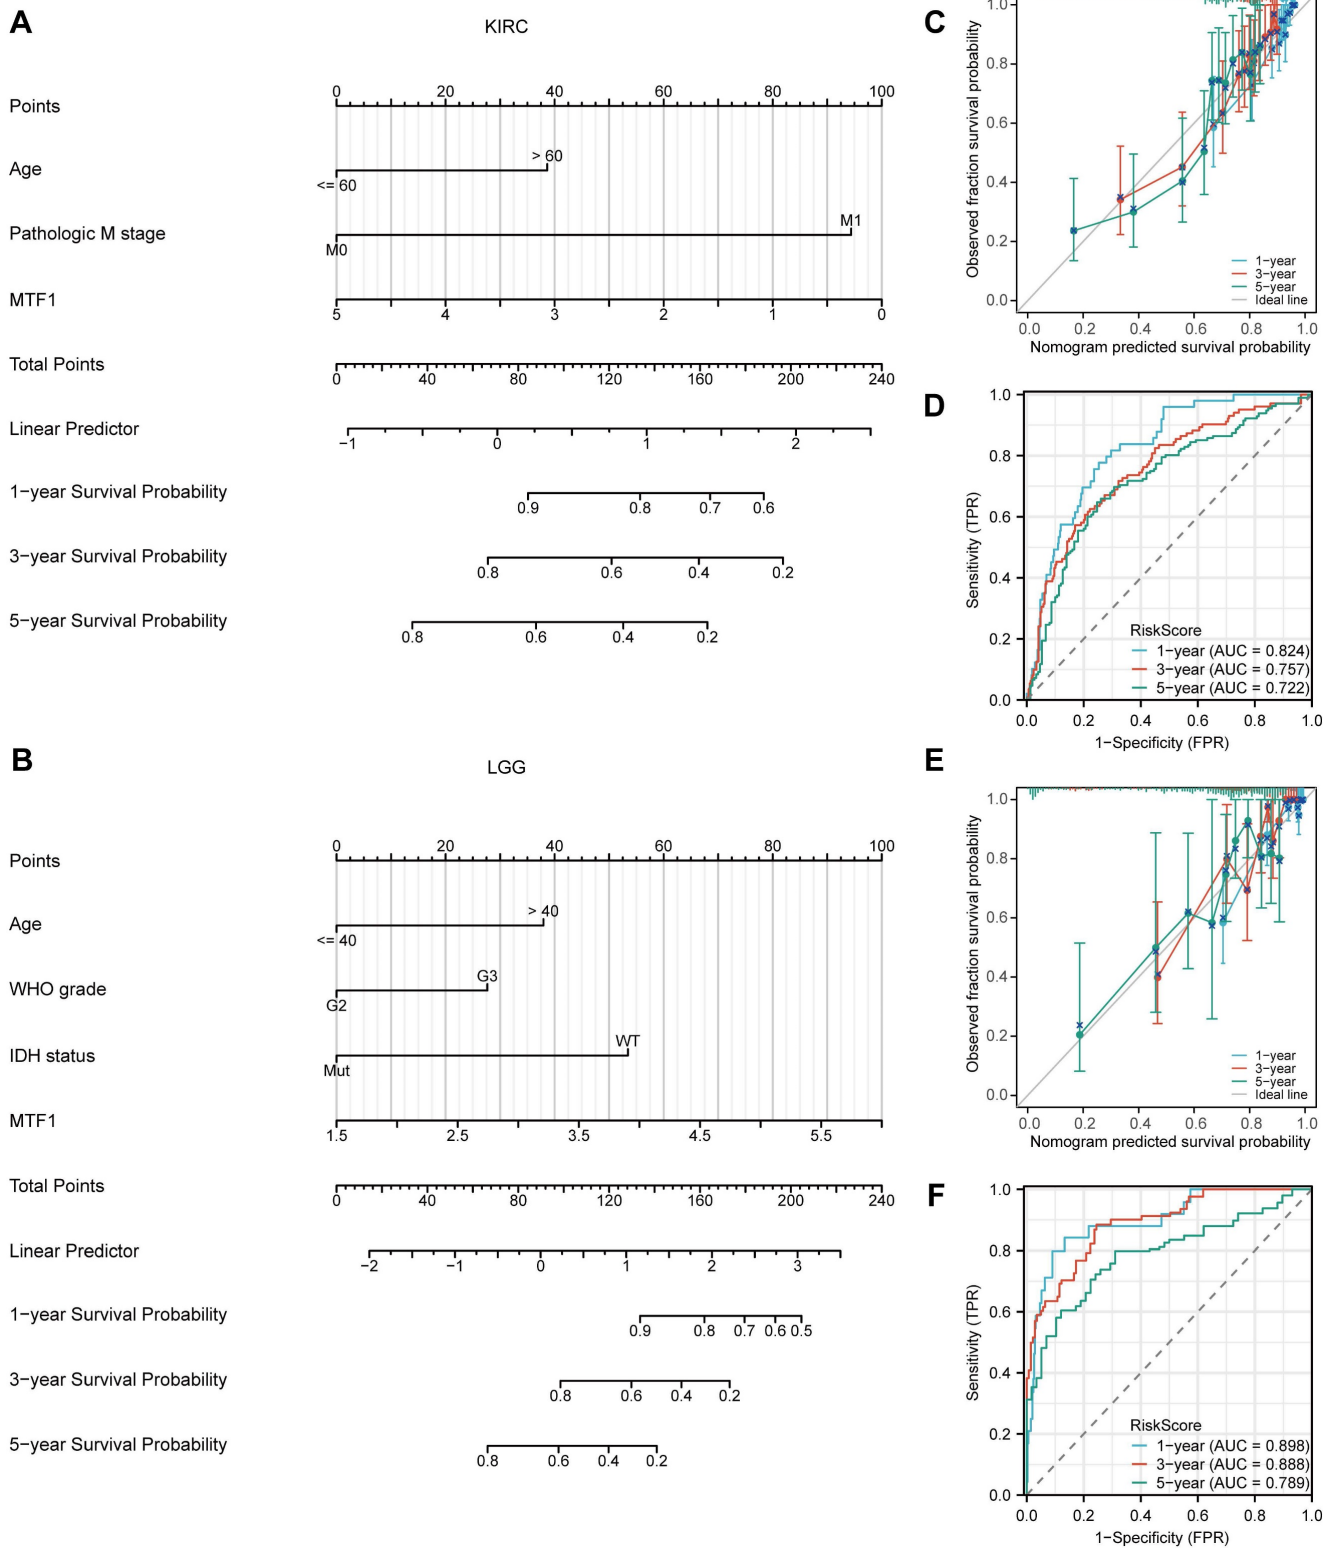 A
KIRC
Points
0 20 40 60 80 100
Age
> 60
<= 60
Pathologic M stage
M1
M0
MTF1
5 4 3 2 1 0
Total Points
0 40 80 120 160 200 240
Linear Predictor
−1 0 1 2
1−year Survival Probability
0.9 0.8 0.7 0.6
3−year Survival Probability
0.8 0.6 0.4 0.2
5−year Survival Probability
0.8 0.6 0.4 0.2
B
LGG
Points
0 20 40 60 80 100
Age
> 40
<= 40
WHO grade
G3
G2
IDH status
WT
Mut
MTF1
1.5 2.5 3.5 4.5 5.5
Total Points
0 40 80 120 160 200 240
Linear Predictor
−2 −1 0 1 2 3
1−year Survival Probability
0.9 0.8 0.7 0.6 0.5
3−year Survival Probability
0.8 0.6 0.4 0.2
5−year Survival Probability
0.8 0.6 0.4 0.2
C
Observed fraction survival probability
1.0
0.8
0.6
0.4
0.2
0.0
1−year
3−year
5−year
Ideal line
0.0 0.2 0.4 0.6 0.8 1.0
Nomogram predicted survival probability
D
Sensitivity (TPR)
1.0
0.8
0.6
0.4
0.2
0.0
RiskScore
1−year (AUC = 0.824)
3−year (AUC = 0.757)
5−year (AUC = 0.722)
0.0 0.2 0.4 0.6 0.8 1.0
1−Specificity (FPR)
E
Observed fraction survival probability
1.0
0.8
0.6
0.4
0.2
0.0
1−year
3−year
5−year
Ideal line
0.0 0.2 0.4 0.6 0.8 1.0
Nomogram predicted survival probability
F
Sensitivity (TPR)
1.0
0.8
0.6
0.4
0.2
0.0
RiskScore
1−year (AUC = 0.898)
3−year (AUC = 0.888)
5−year (AUC = 0.789)
0.0 0.2 0.4 0.6 0.8 1.0
1−Specificity (FPR)